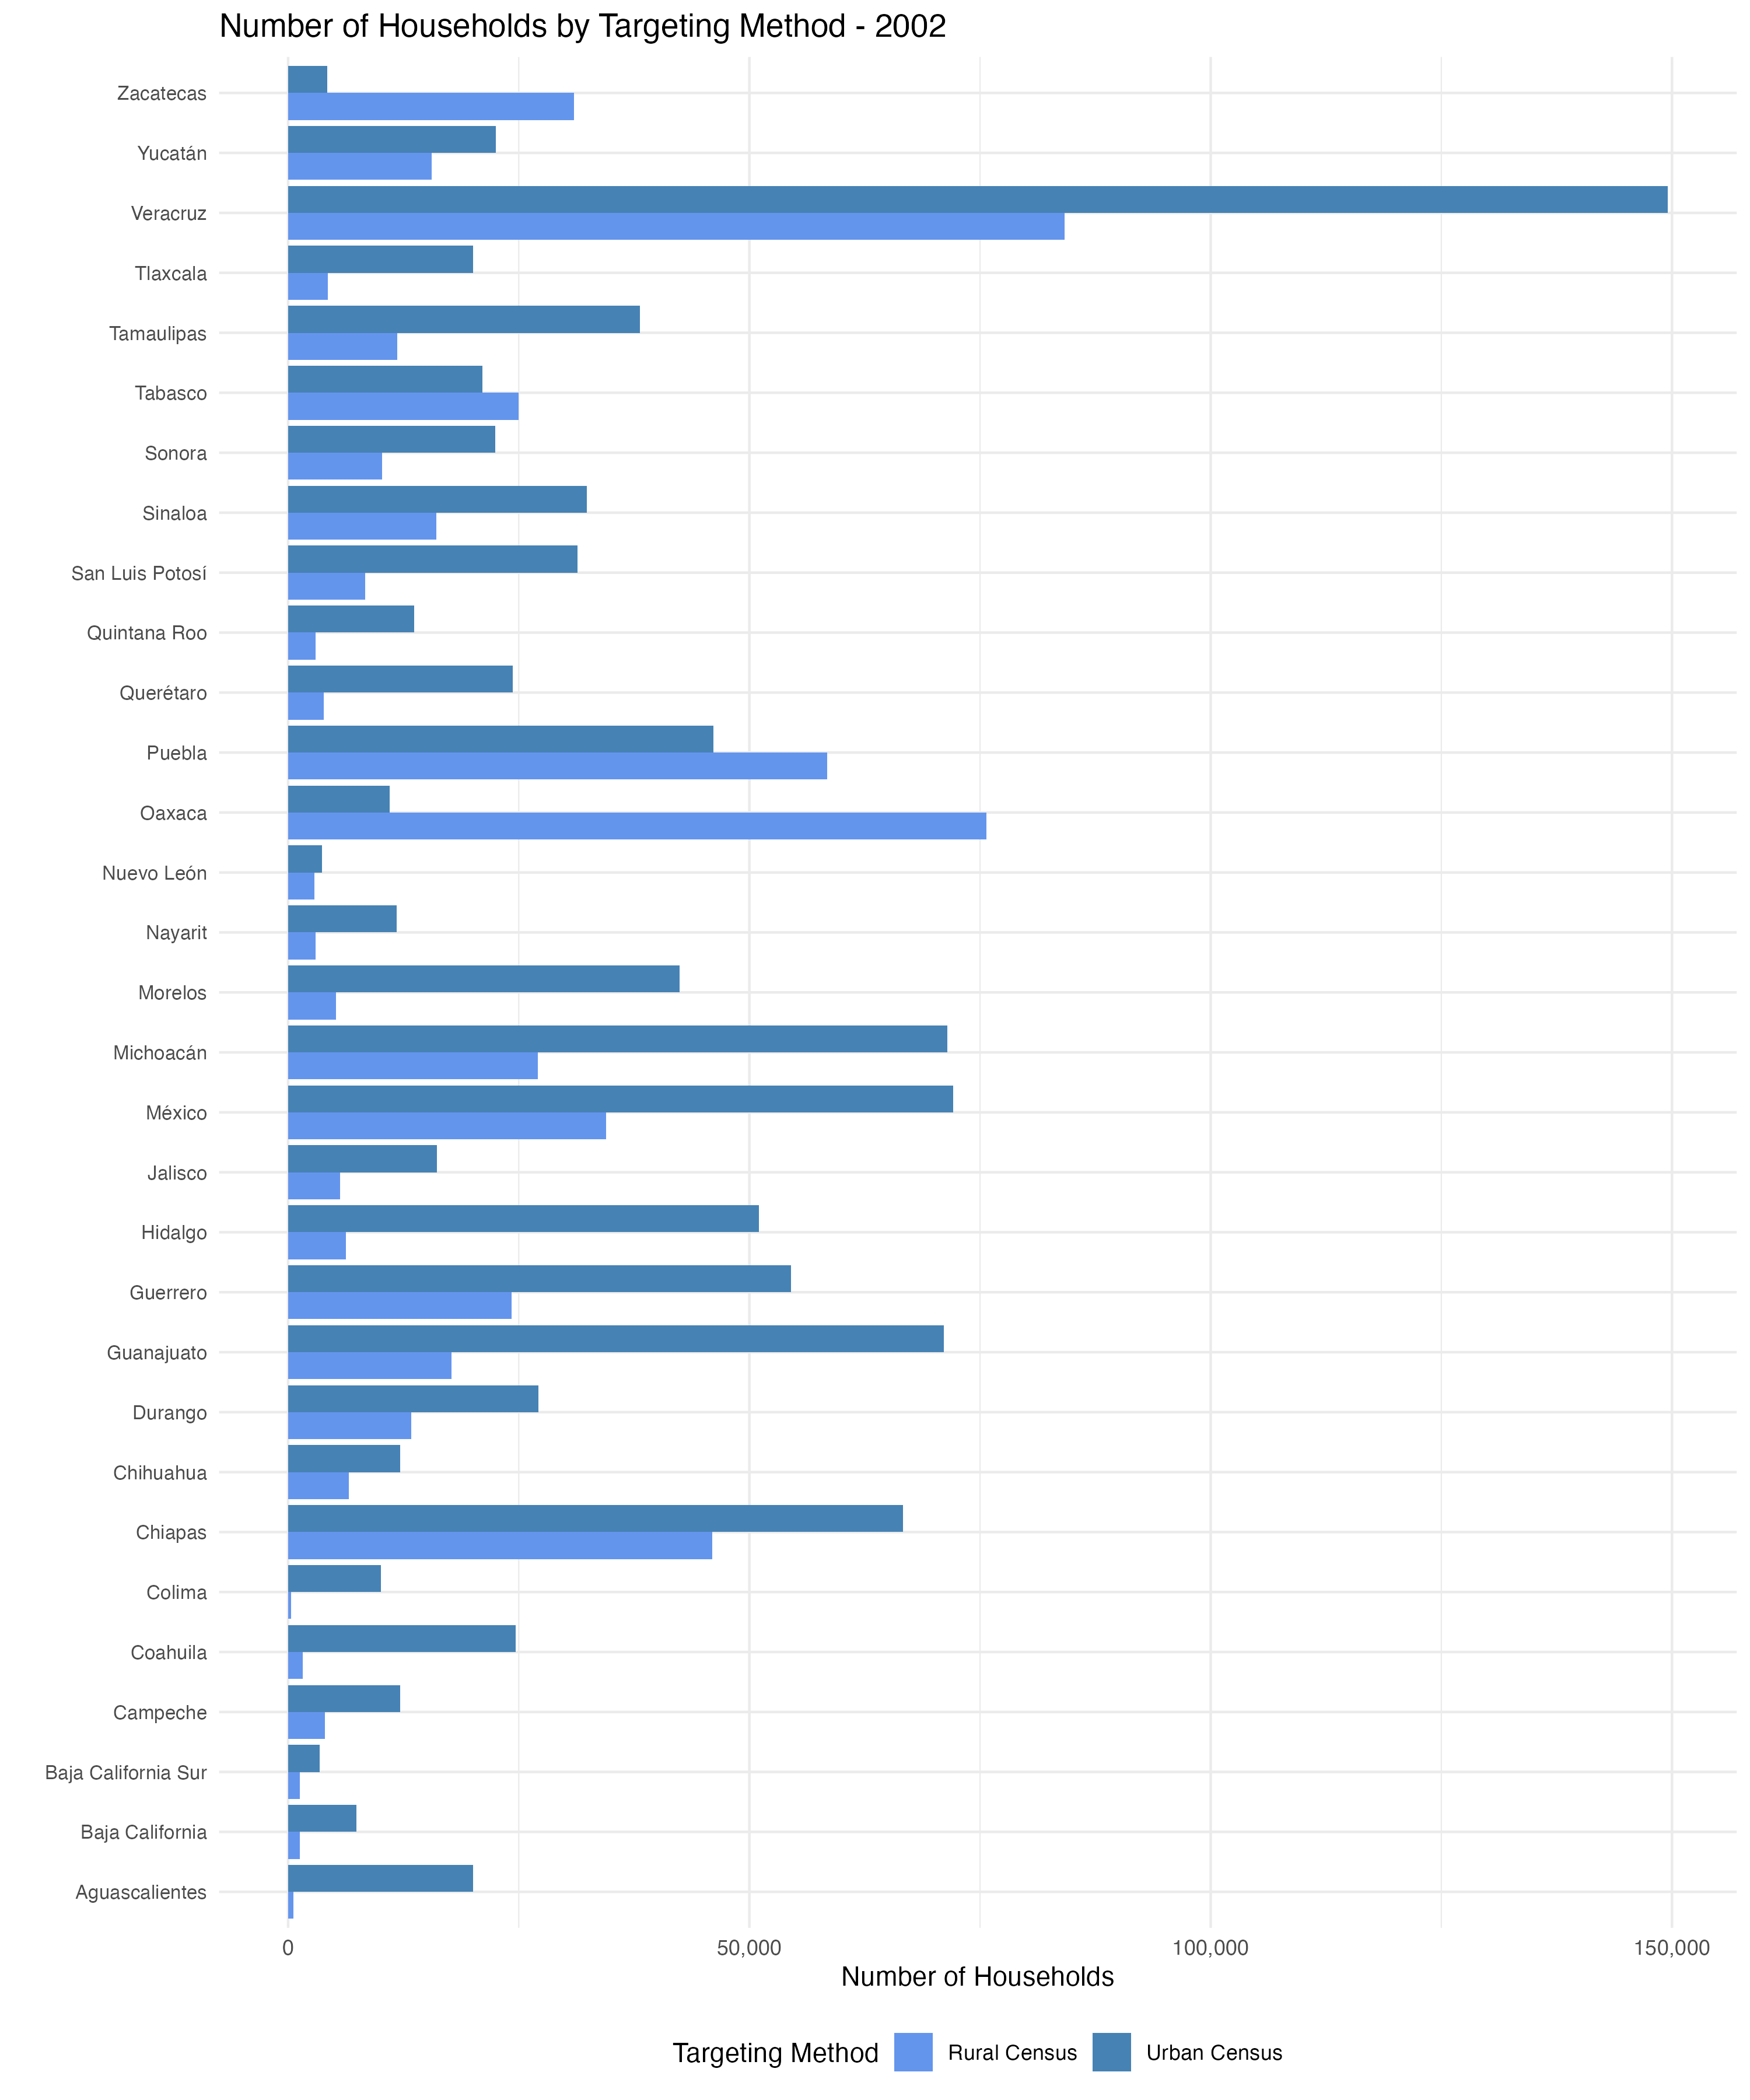 Number of Households by Targeting Method - 2002
Zacatecas
Yucatán
Veracruz
Tlaxcala
Tamaulipas
Tabasco
Sonora
Sinaloa
San Luis Potosí
Quintana Roo
Querétaro
Puebla
Oaxaca
Nuevo León
Nayarit
Morelos
Michoacán
México
Jalisco
Hidalgo
Guerrero
Guanajuato
Durango
Chihuahua
Chiapas
Colima
Coahuila
Campeche
Baja California Sur
Baja California
Aguascalientes
0 50,000 100,000 150,000
Number of Households
Targeting Method Rural Census Urban Census